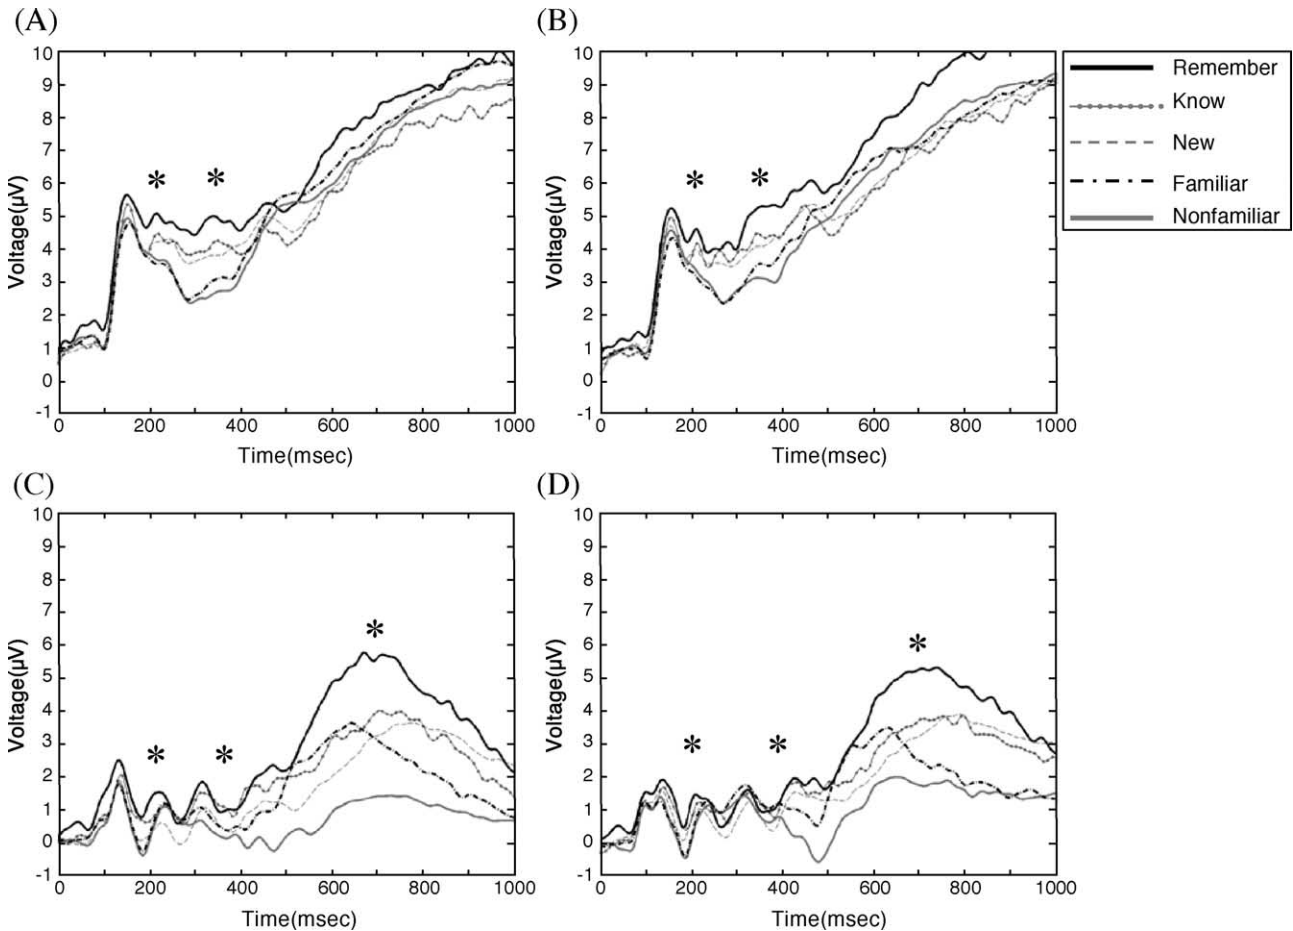 (A)
(B)
10
9
8
7
6
5
4
3
2
1
0
-1
Voltage(µV)
* *
0 200 400 600 800 1000
Time(msec)
10
9
8
7
6
5
4
3
2
1
0
-1
Voltage(µV)
* *
0 200 400 600 800 1000
Time(msec)
Remember
Know
New
Familiar
Nonfamiliar
(C)
(D)
10
9
8
7
6
5
4
3
2
1
0
-1
Voltage(µV)
* * *
0 200 400 600 800 1000
Time(msec)
10
9
8
7
6
5
4
3
2
1
0
-1
Voltage(µV)
* * *
0 200 400 600 800 1000
Time(msec)